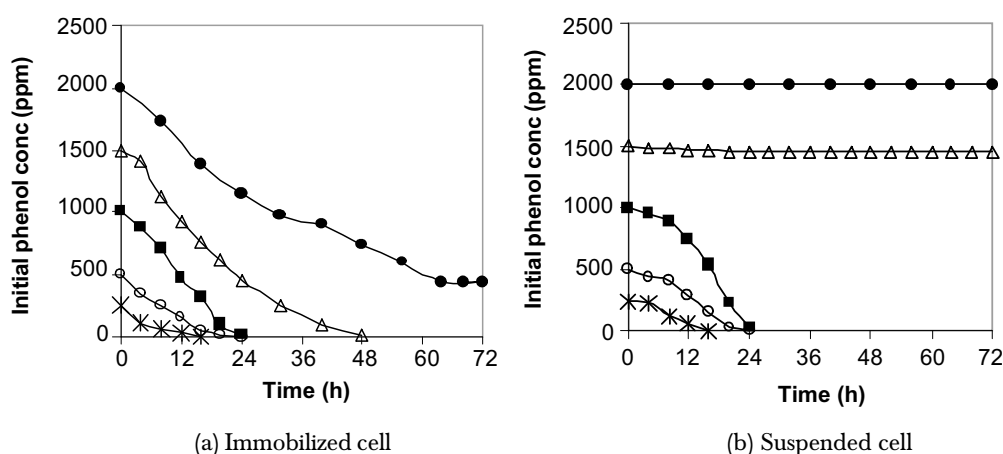 2500
2000
1500
1000
500
0
Initial phenol conc (ppm)
0 12 24 36 48 60 72
Time (h)
(a) Immobilized cell
2500
2000
1500
1000
500
0
Initial phenol conc (ppm)
0 12 24 36 48 60 72
Time (h)
(b) Suspended cell